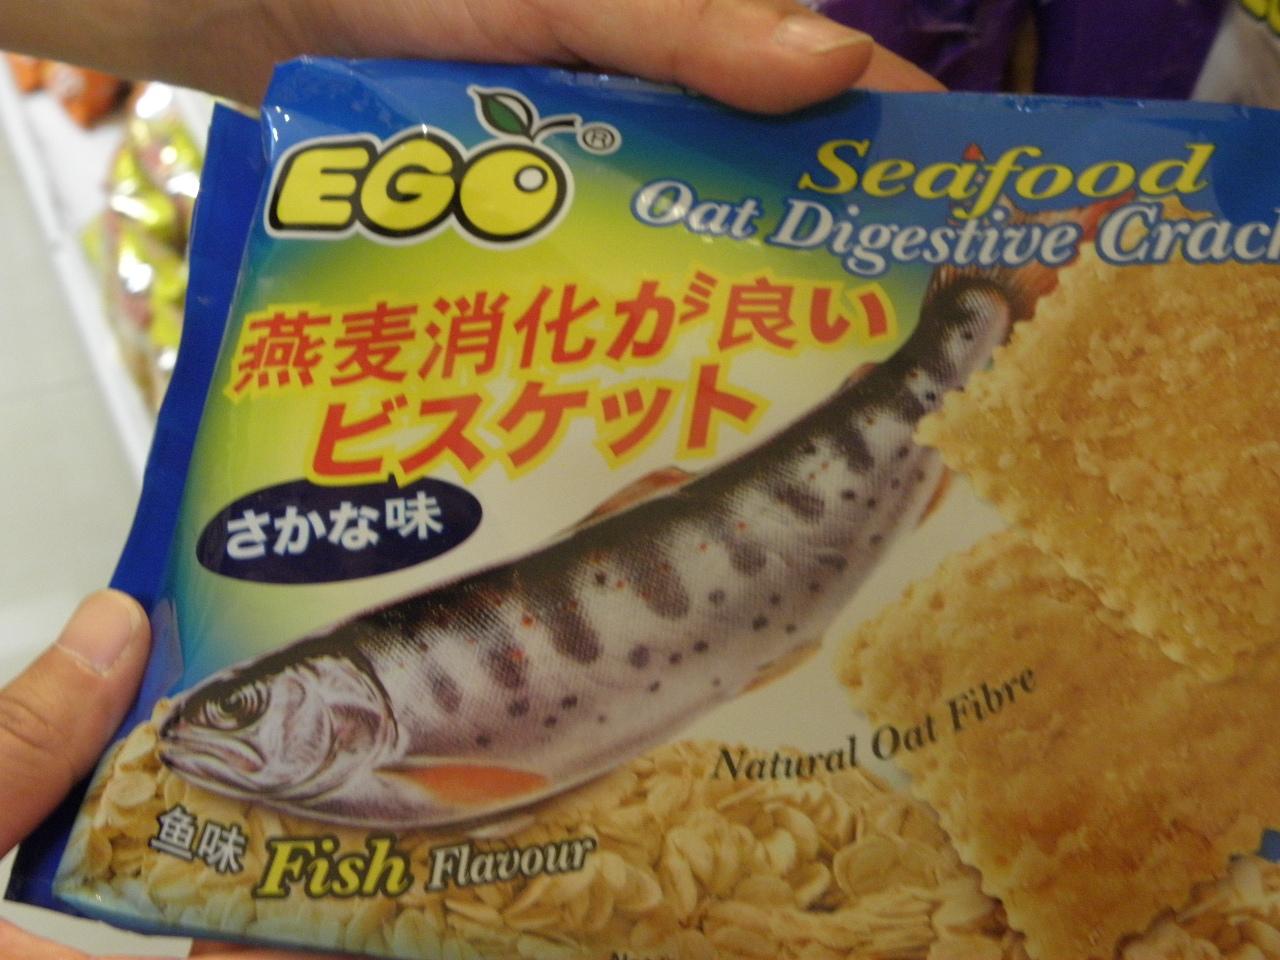 EGO ®
Seafood
Oat Digestive Crack
燕麦消化が良い
ビスケット
さかな味
Natural Oat Fibre
鱼味 Fish Flavour